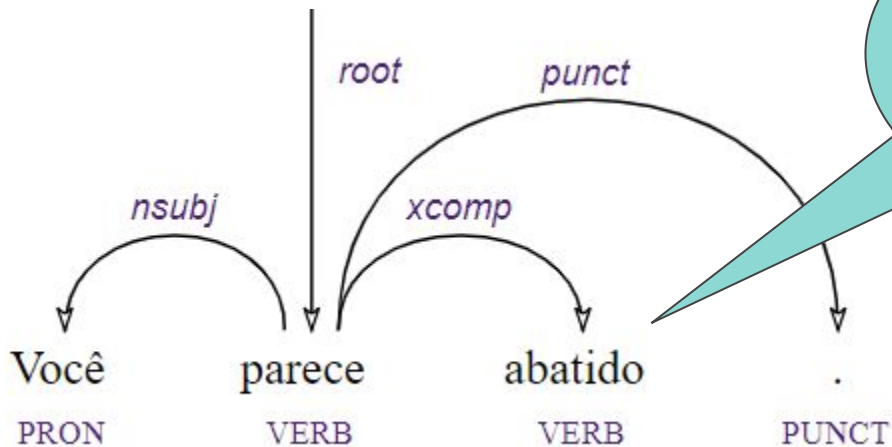 root punct
nsubj xcomp
Você parece abatido .
PRON VERB VERB PUNCT